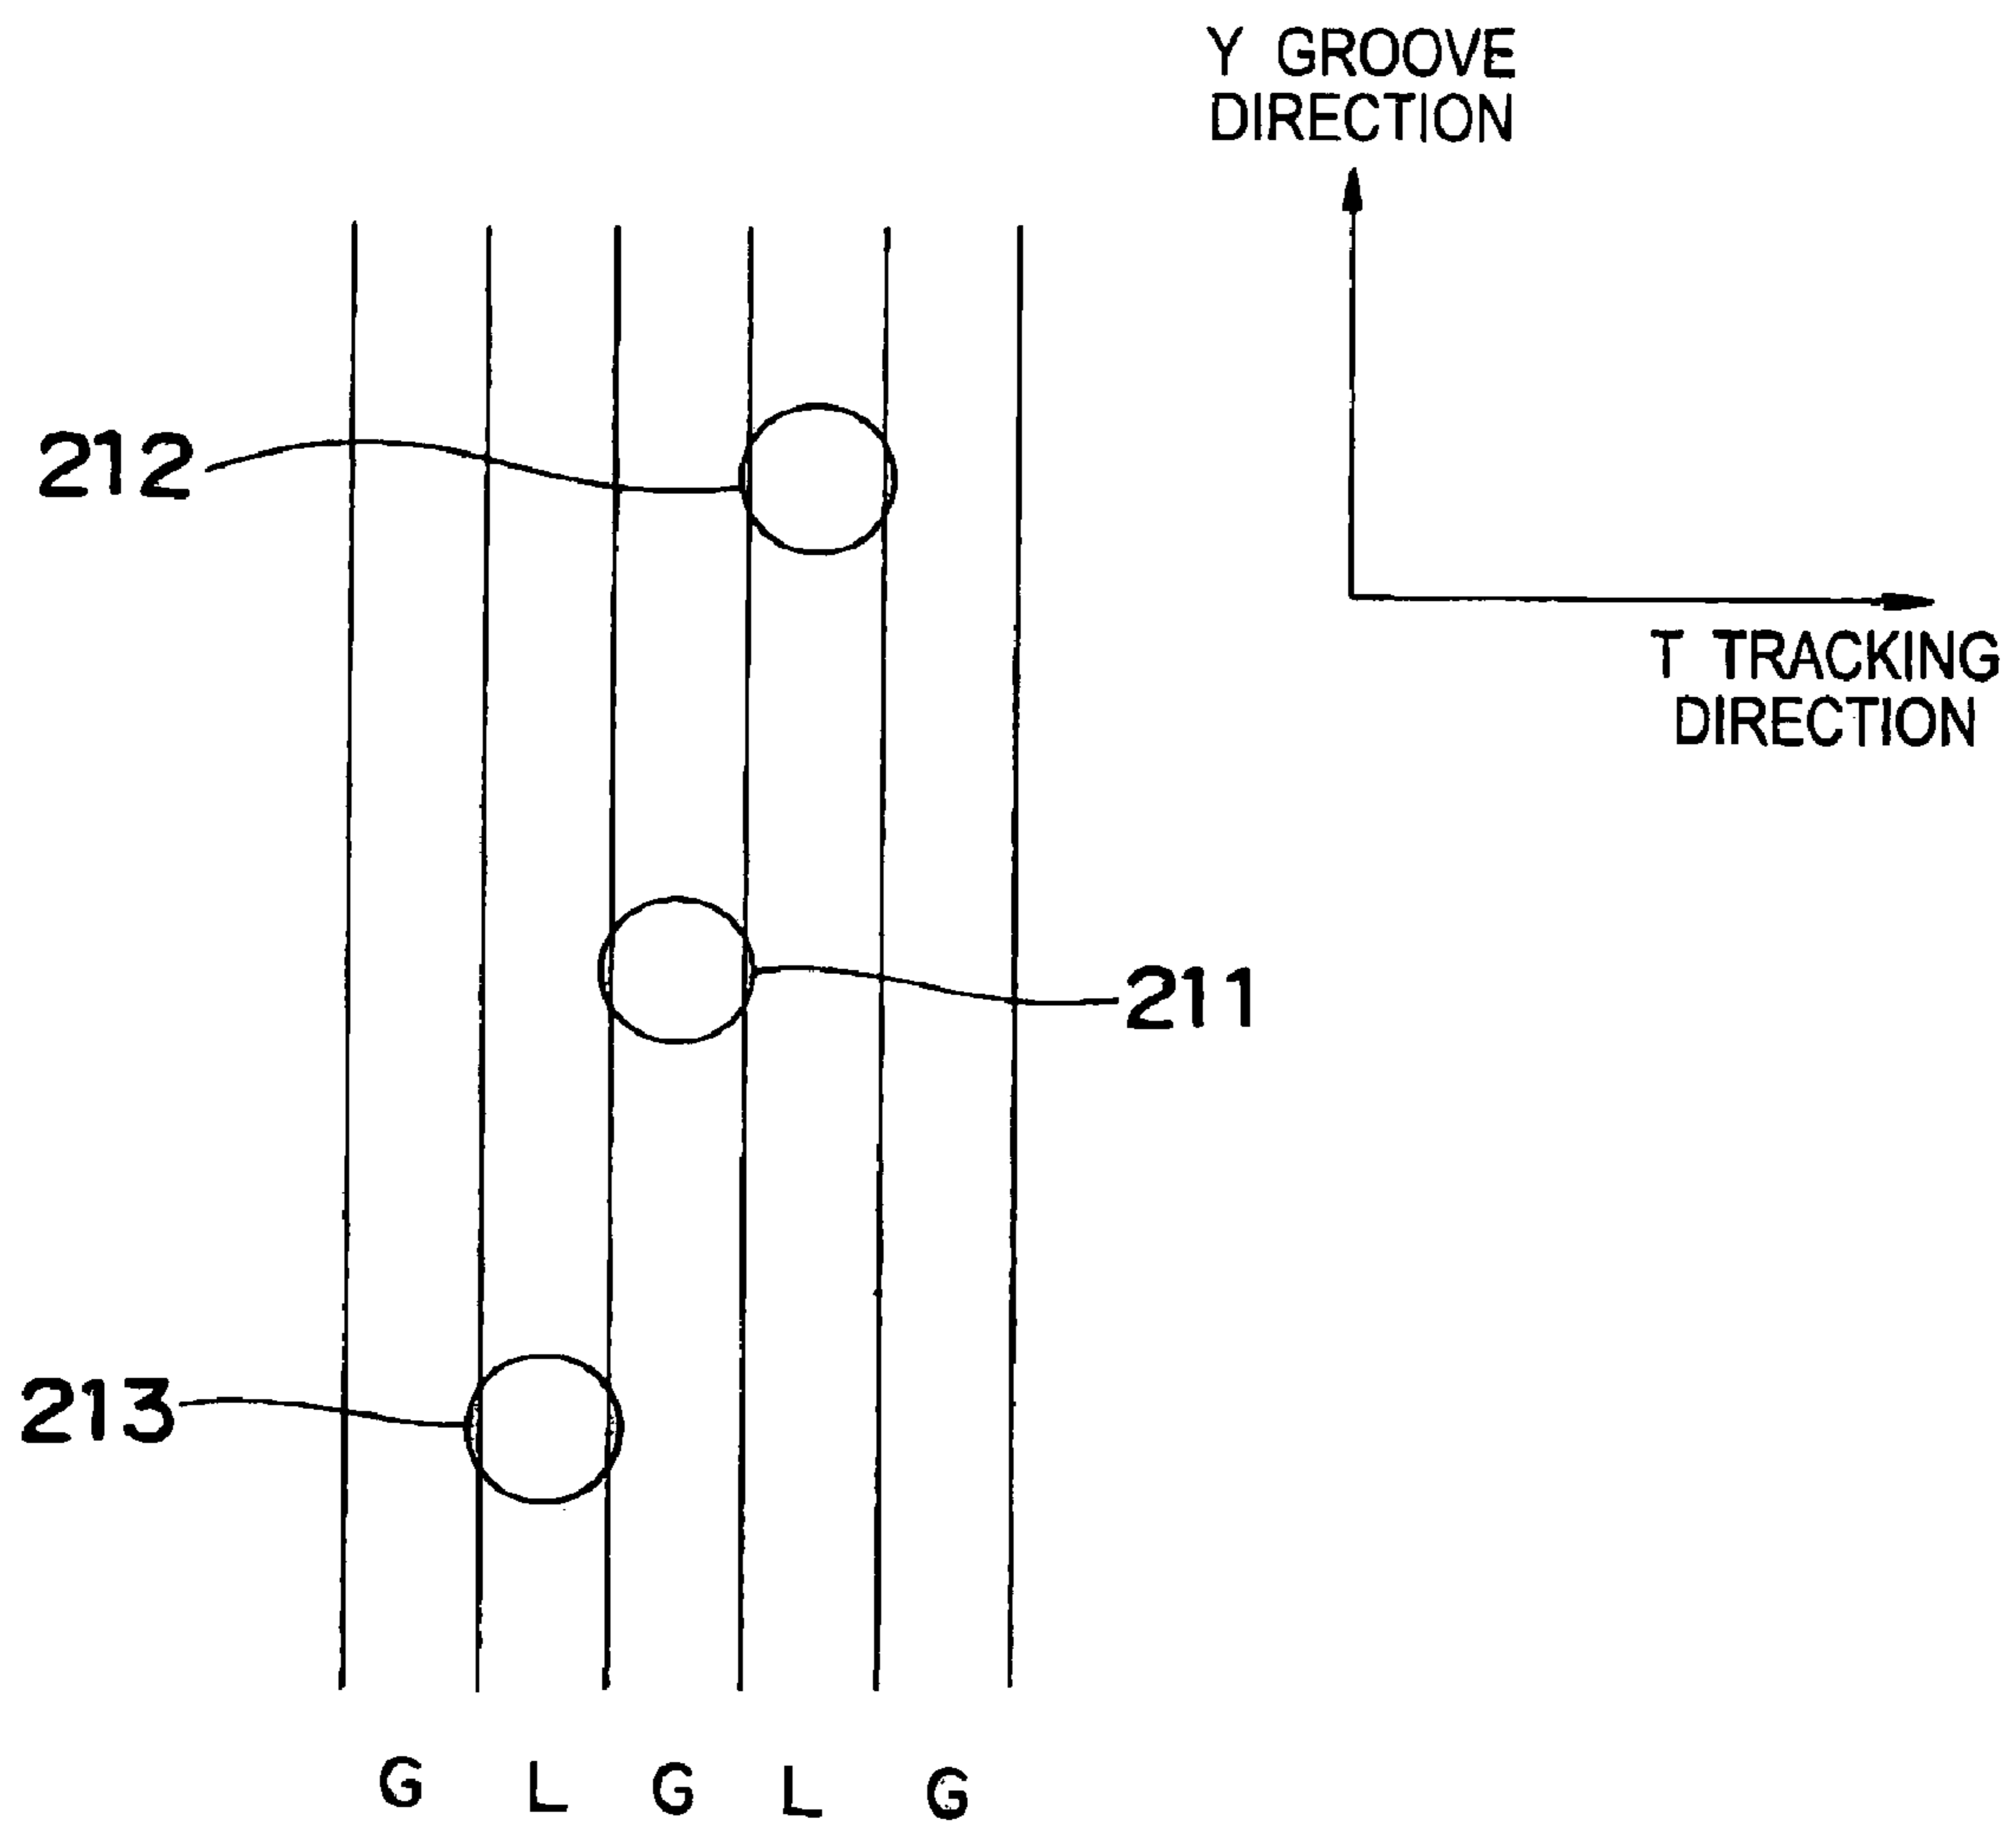 Y GROOVE
DIRECTION
212
T TRACKING
DIRECTION
211
213
G L G L G